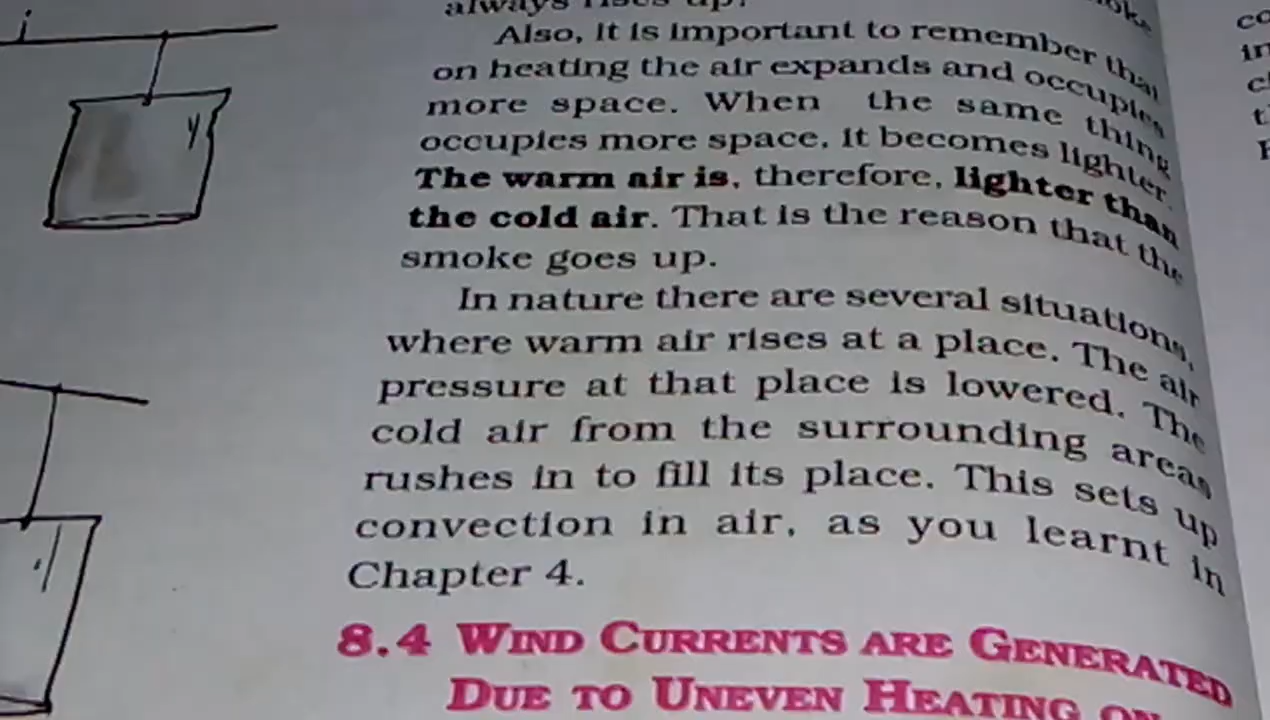 always rises up.
Also, it is important to remember that
on heating the air expands and occupies
more space. When the same thing
occupies more space, it becomes lighter.
The warm air is, therefore, lighter than
the cold air. That is the reason that the
smoke goes up.
In nature there are several situations,
where warm air rises at a place. The air
pressure at that place is lowered. The
cold air from the surrounding areas
rushes in to fill its place. This sets up
convection in air, as you learnt in
Chapter 4.
8.4 WIND CURRENTS ARE GENERATED
DUE TO UNEVEN HEATING ON